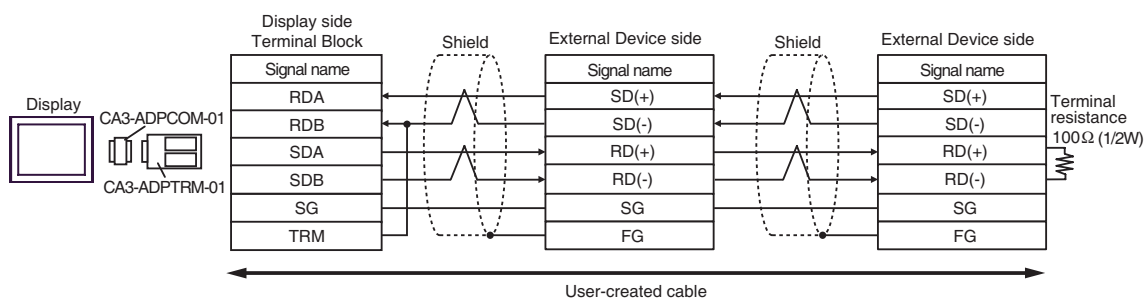 Display
CA3-ADPCOM-01
CA3-ADPTRM-01
Display side
Terminal Block
Signal name
RDA
RDB
SDA
SDB
SG
TRM
Shield
External Device side
Signal name
SD(+)
SD(-)
RD(+)
RD(-)
SG
FG
Shield
External Device side
Signal name
SD(+)
SD(-)
RD(+)
RD(-)
SG
FG
Terminal
resistance
100Ω (1/2W)
User-created cable